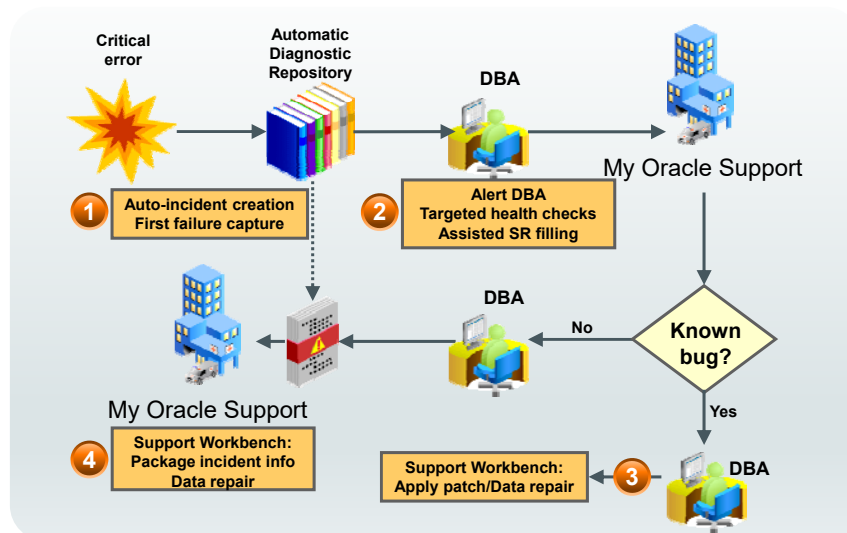 Critical
error
Automatic
Diagnostic
Repository
DBA
My Oracle Support
1
Auto-incident creation
First failure capture
2
Alert DBA
Targeted health checks
Assisted SR filling
DBA
No
Known
bug?
Yes
My Oracle Support
4
Support Workbench:
Package incident info
Data repair
Support Workbench:
Apply patch/Data repair
3
DBA